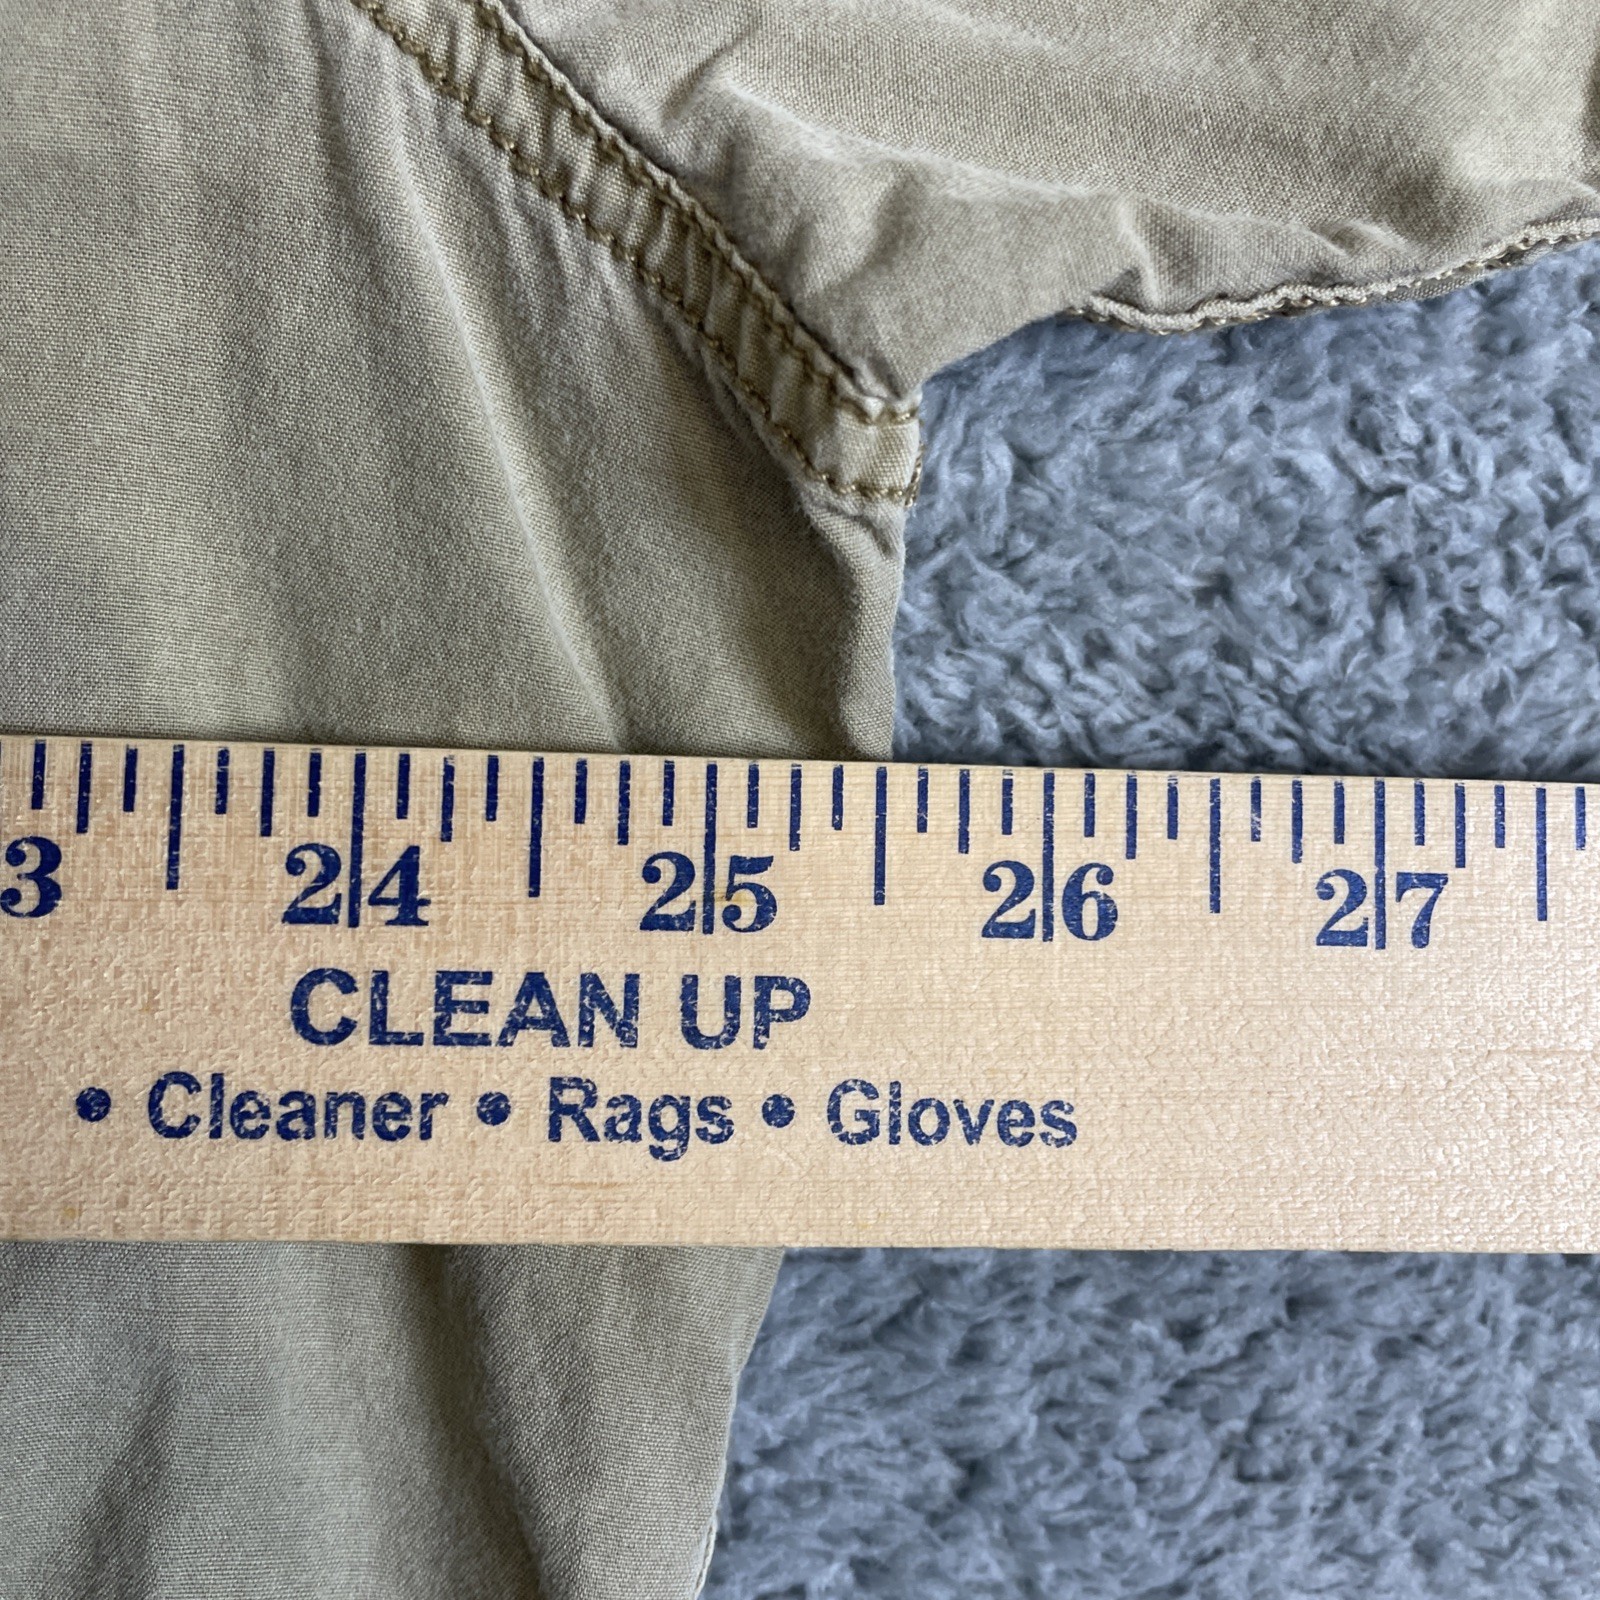 3 24 25 26 27
CLEAN UP
• Cleaner • Rags • Gloves